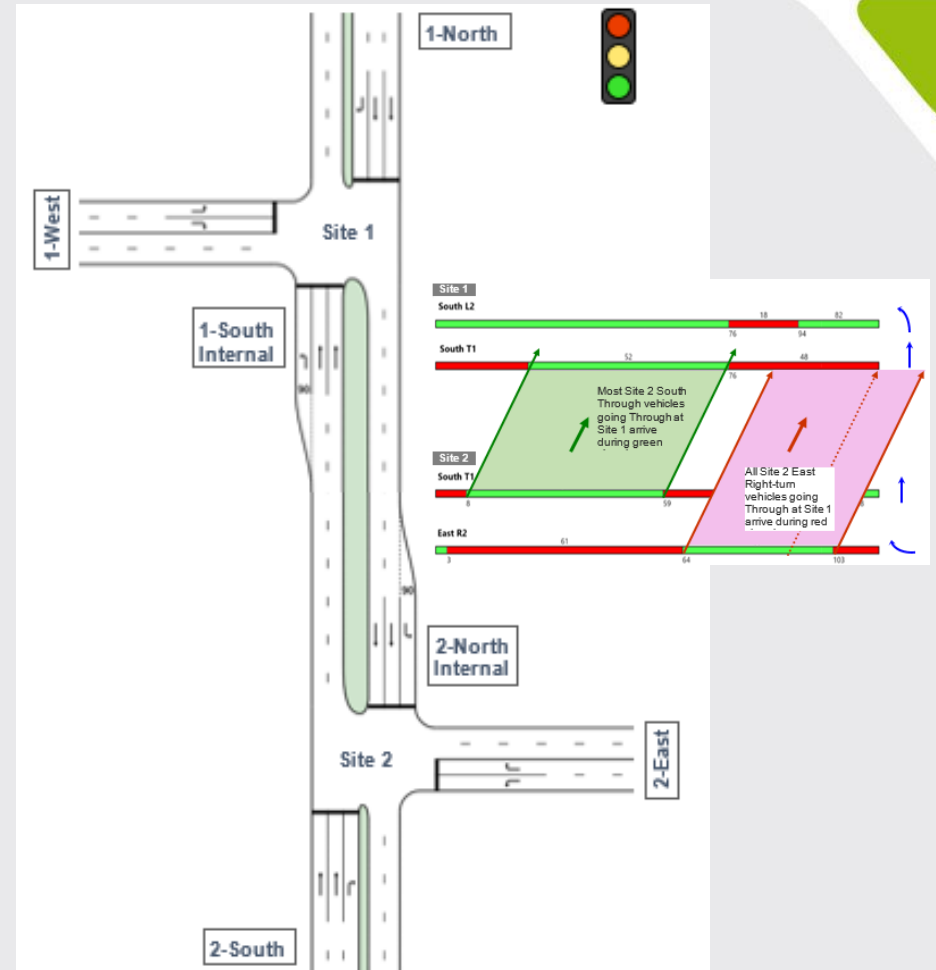 1-North
1-West
Site 1
1-South
Internal
90
Site 1
South L2
18
82
76
94
South T1
52
48
76
Most Site 2 South
Through vehicles
going Through at
Site 1 arrive
during green
Site 2
South T1
8
59
All Site 2 East
Right-turn
vehicles going
Through at Site 1
arrive during red
East R2
61
3
64
103
90
2-North
Internal
Site 2
2-East
2-South